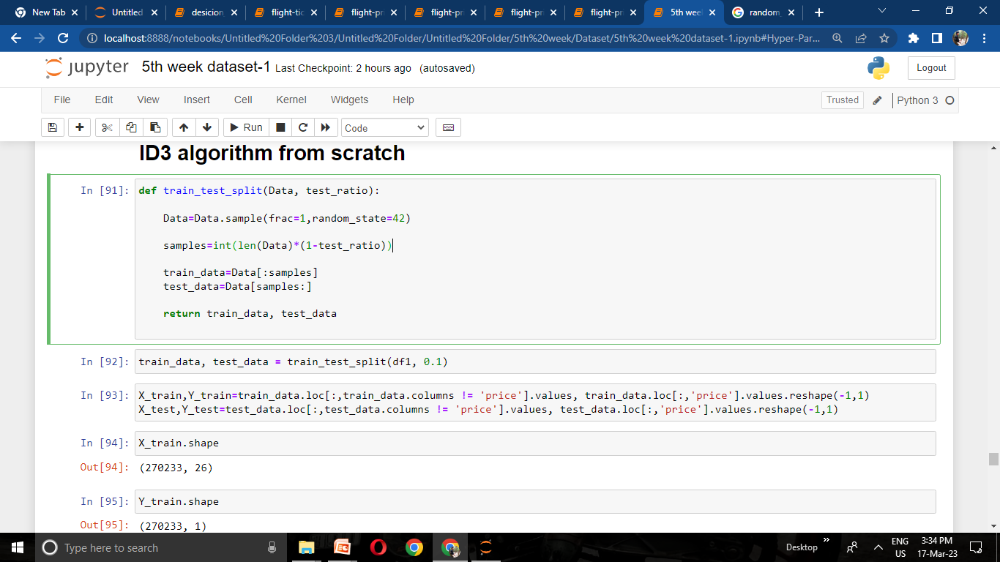 New Tab
Untitled
desicion
flight-tic
flight-pr
flight-pr
flight-pr
flight-pr
5th wee
random_
localhost:8888/notebooks/Untitled%20Folder%203/Untitled%20Folder/Untitled%20Folder/5th%20week/Dataset/5th%20week%20dataset-1.ipynb#Hyper-Par...
jupyter 5th week dataset-1 Last Checkpoint: 2 hours ago (autosaved)
Logout
File Edit View Insert Cell Kernel Widgets Help
Trusted
Python 3
Run
Code
ID3 algorithm from scratch
In [91]: def train_test_split(Data, test_ratio):
Data=Data.sample(frac=1,random_state=42)
samples=int(len(Data)*(1-test_ratio))
train_data=Data[:samples]
test_data=Data[samples:]
return train_data, test_data
In [92]: train_data, test_data = train_test_split(df1, 0.1)
In [93]: X_train,Y_train=train_data.loc[:,train_data.columns != 'price'].values, train_data.loc[:,'price'].values.reshape(-1,1)
X_test,Y_test=test_data.loc[:,test_data.columns != 'price'].values, test_data.loc[:,'price'].values.reshape(-1,1)
In [94]: X_train.shape
Out[94]: (270233, 26)
In [95]: Y_train.shape
Out[95]: (270233, 1)
Type here to search
Desktop
ENG
US
3:34 PM
17-Mar-23